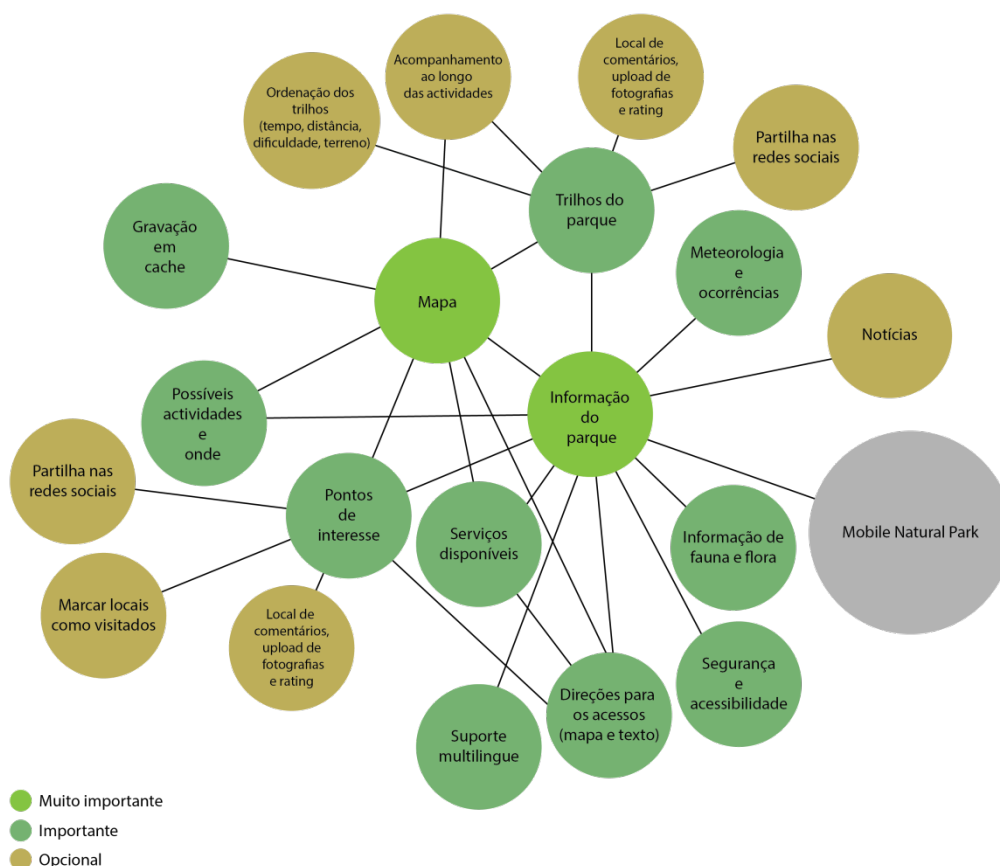 Acompanhamento
ao longo
das actividades
Local de
comentários,
upload de
fotografias
e rating
Ordenação dos
trilhos
(tempo, distância,
dificuldade, terreno)
Partilha nas
redes sociais
Trilhos do
parque
Gravação
em
cache
Meteorologia
e
ocorrências
Mapa
Notícias
Possíveis
actividades
e
onde
Informação
do
parque
Partilha nas
redes sociais
Pontos
de
interesse
Serviços
disponíveis
Informação de
fauna e flora
Mobile Natural Park
Marcar locais
como visitados
Local de
comentários,
upload de
fotografias
e rating
Suporte
multilingue
Direções para
os acessos
(mapa e texto)
Segurança
e
acessibilidade
Muito importante
Importante
Opcional